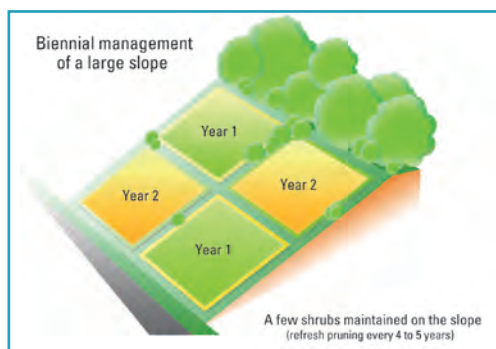 Biennial management
of a large slope
Year 1
Year 2
Year 2
Year 1
A few shrubs maintained on the slope
(refresh pruning every 4 to 5 years)